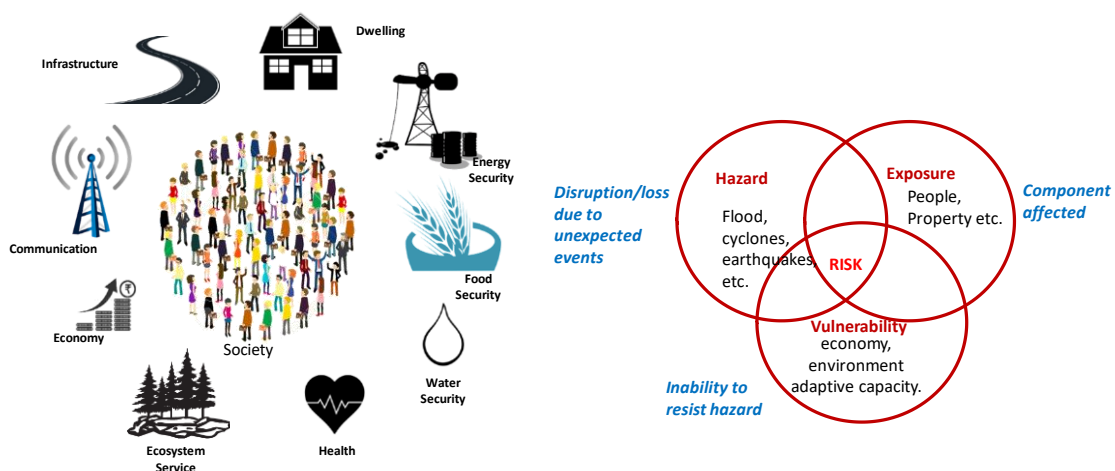 Dwelling
Infrastructure
Energy
Security
Communication
Food
Security
₹
Economy
Society
Water
Security
Ecosystem
Service
Health
Disruption/loss
due to
unexpected
events
Hazard
Flood,
cyclones,
earthquakes,
etc.
Exposure
People,
Property etc.
Component
affected
RISK
Vulnerability
economy,
environment
adaptive capacity.
Inability to
resist hazard